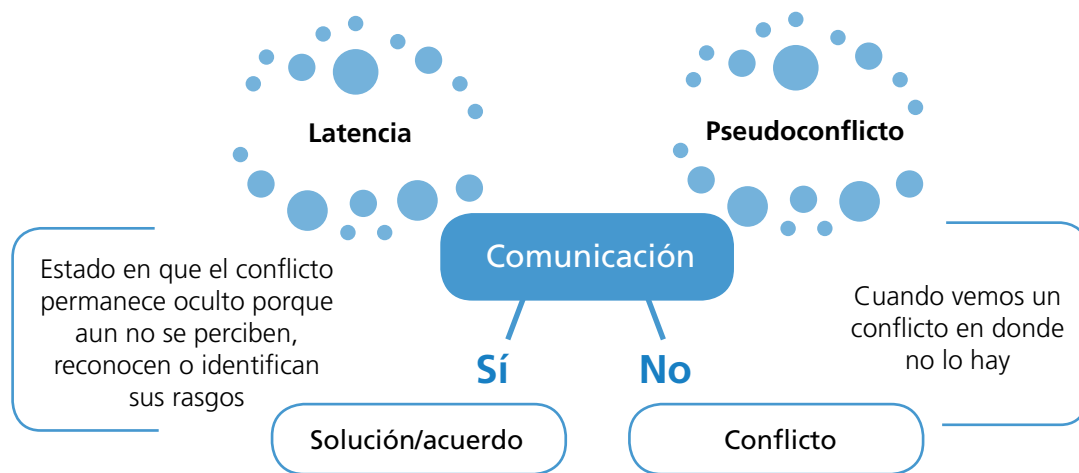 Latencia
Pseudoconflicto
Comunicación
Estado en que el conflicto
permanece oculto porque
aun no se perciben,
reconocen o identifican
sus rasgos
Cuando vemos un
conflicto en donde
no lo hay
Sí
No
Solución/acuerdo
Conflicto